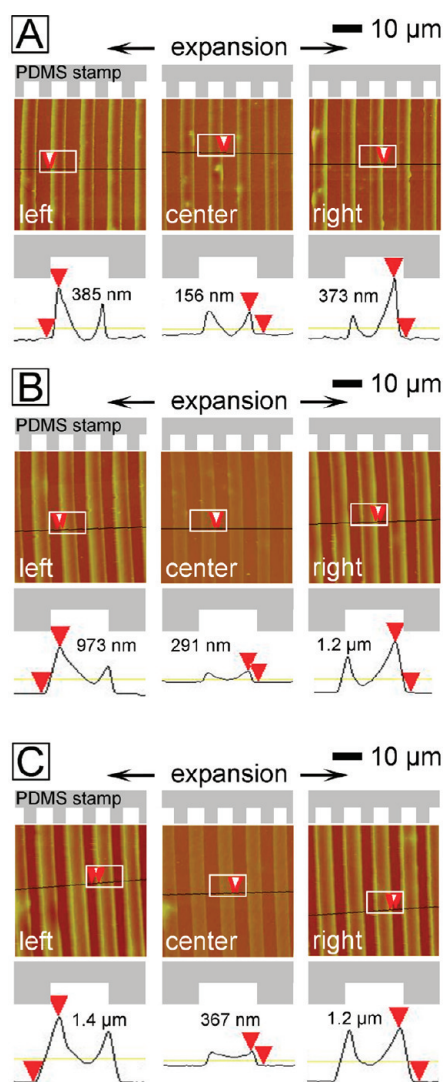 A
10 µm
expansion
PDMS stamp
left
center
right
385 nm
156 nm
373 nm
B
10 µm
expansion
PDMS stamp
left
center
right
973 nm
291 nm
1.2 µm
C
10 µm
expansion
PDMS stamp
left
center
right
1.4 µm
367 nm
1.2 µm